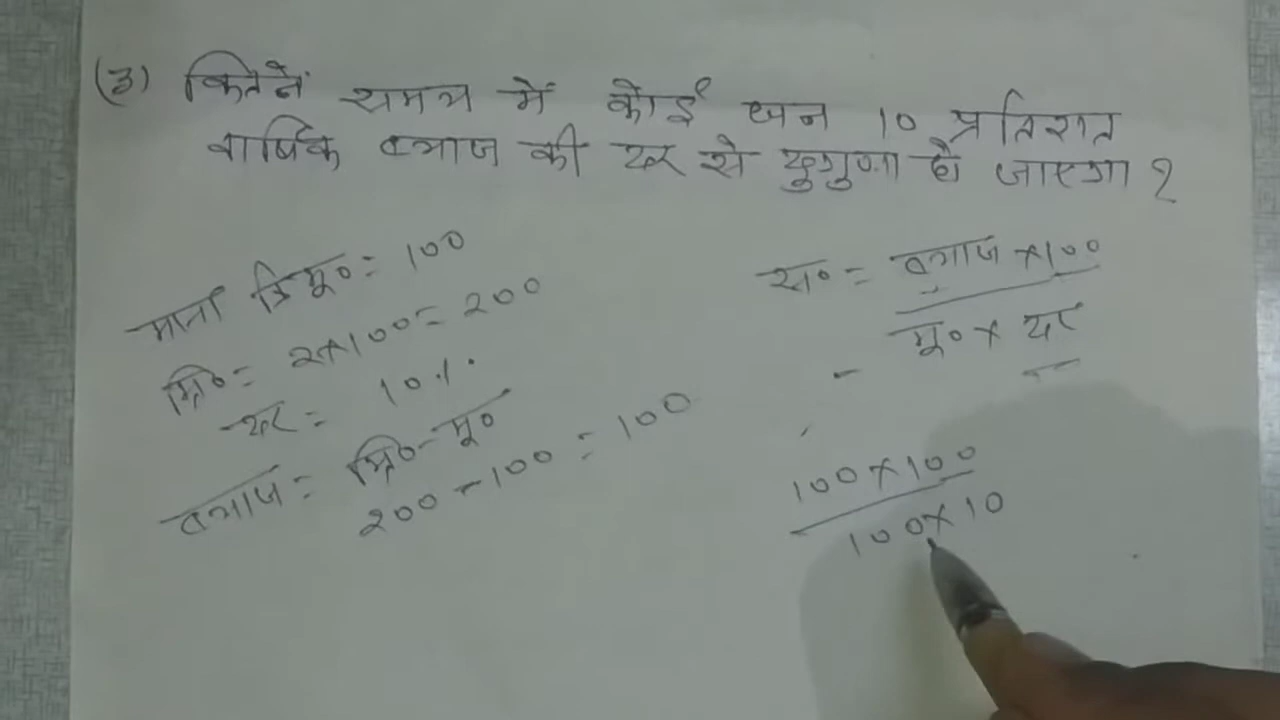 (3) कितने समय में कोई धन 10 प्रतिशत
वार्षिक ब्याज की दर से दुगुणा हो जाएगा ?
माना कि मू० = 100
मि० = 2×100 = 200
दर = 10%
ब्याज = मि० - मू०
200 - 100 = 100
स० = ब्याज × 100
मू० × दर
100 × 100
100 × 10